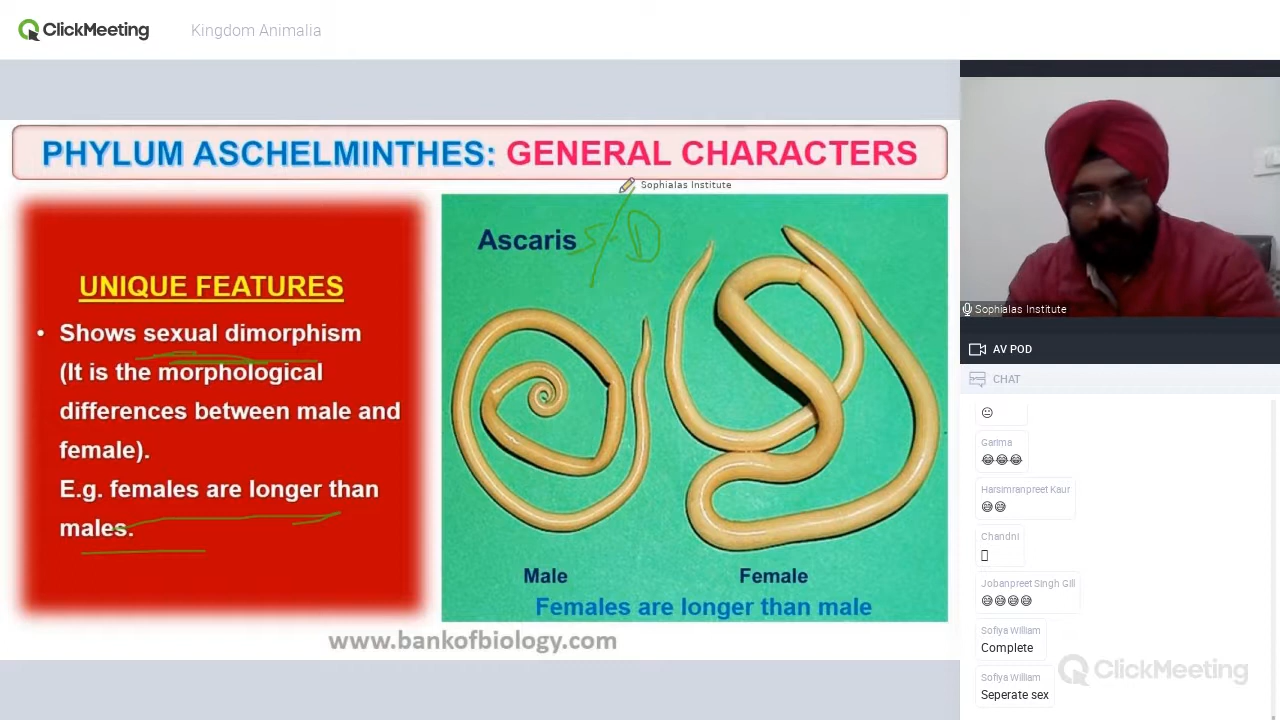 ClickMeeting
Kingdom Animalia
PHYLUM ASCHELMINTHES: GENERAL CHARACTERS
Sophialas Institute
UNIQUE FEATURES
• Shows sexual dimorphism
(It is the morphological
differences between male and
female).
E.g. females are longer than
males.
Ascaris
S D
Male
Female
Females are longer than male
www.bankofbiology.com
Sophialas Institute
AV POD
CHAT
Garima
Harsimranpreet Kaur
Chandni
Jobanpreet Singh Gill
Sofiya William
Complete
Sofiya William
Seperate sex
ClickMeeting